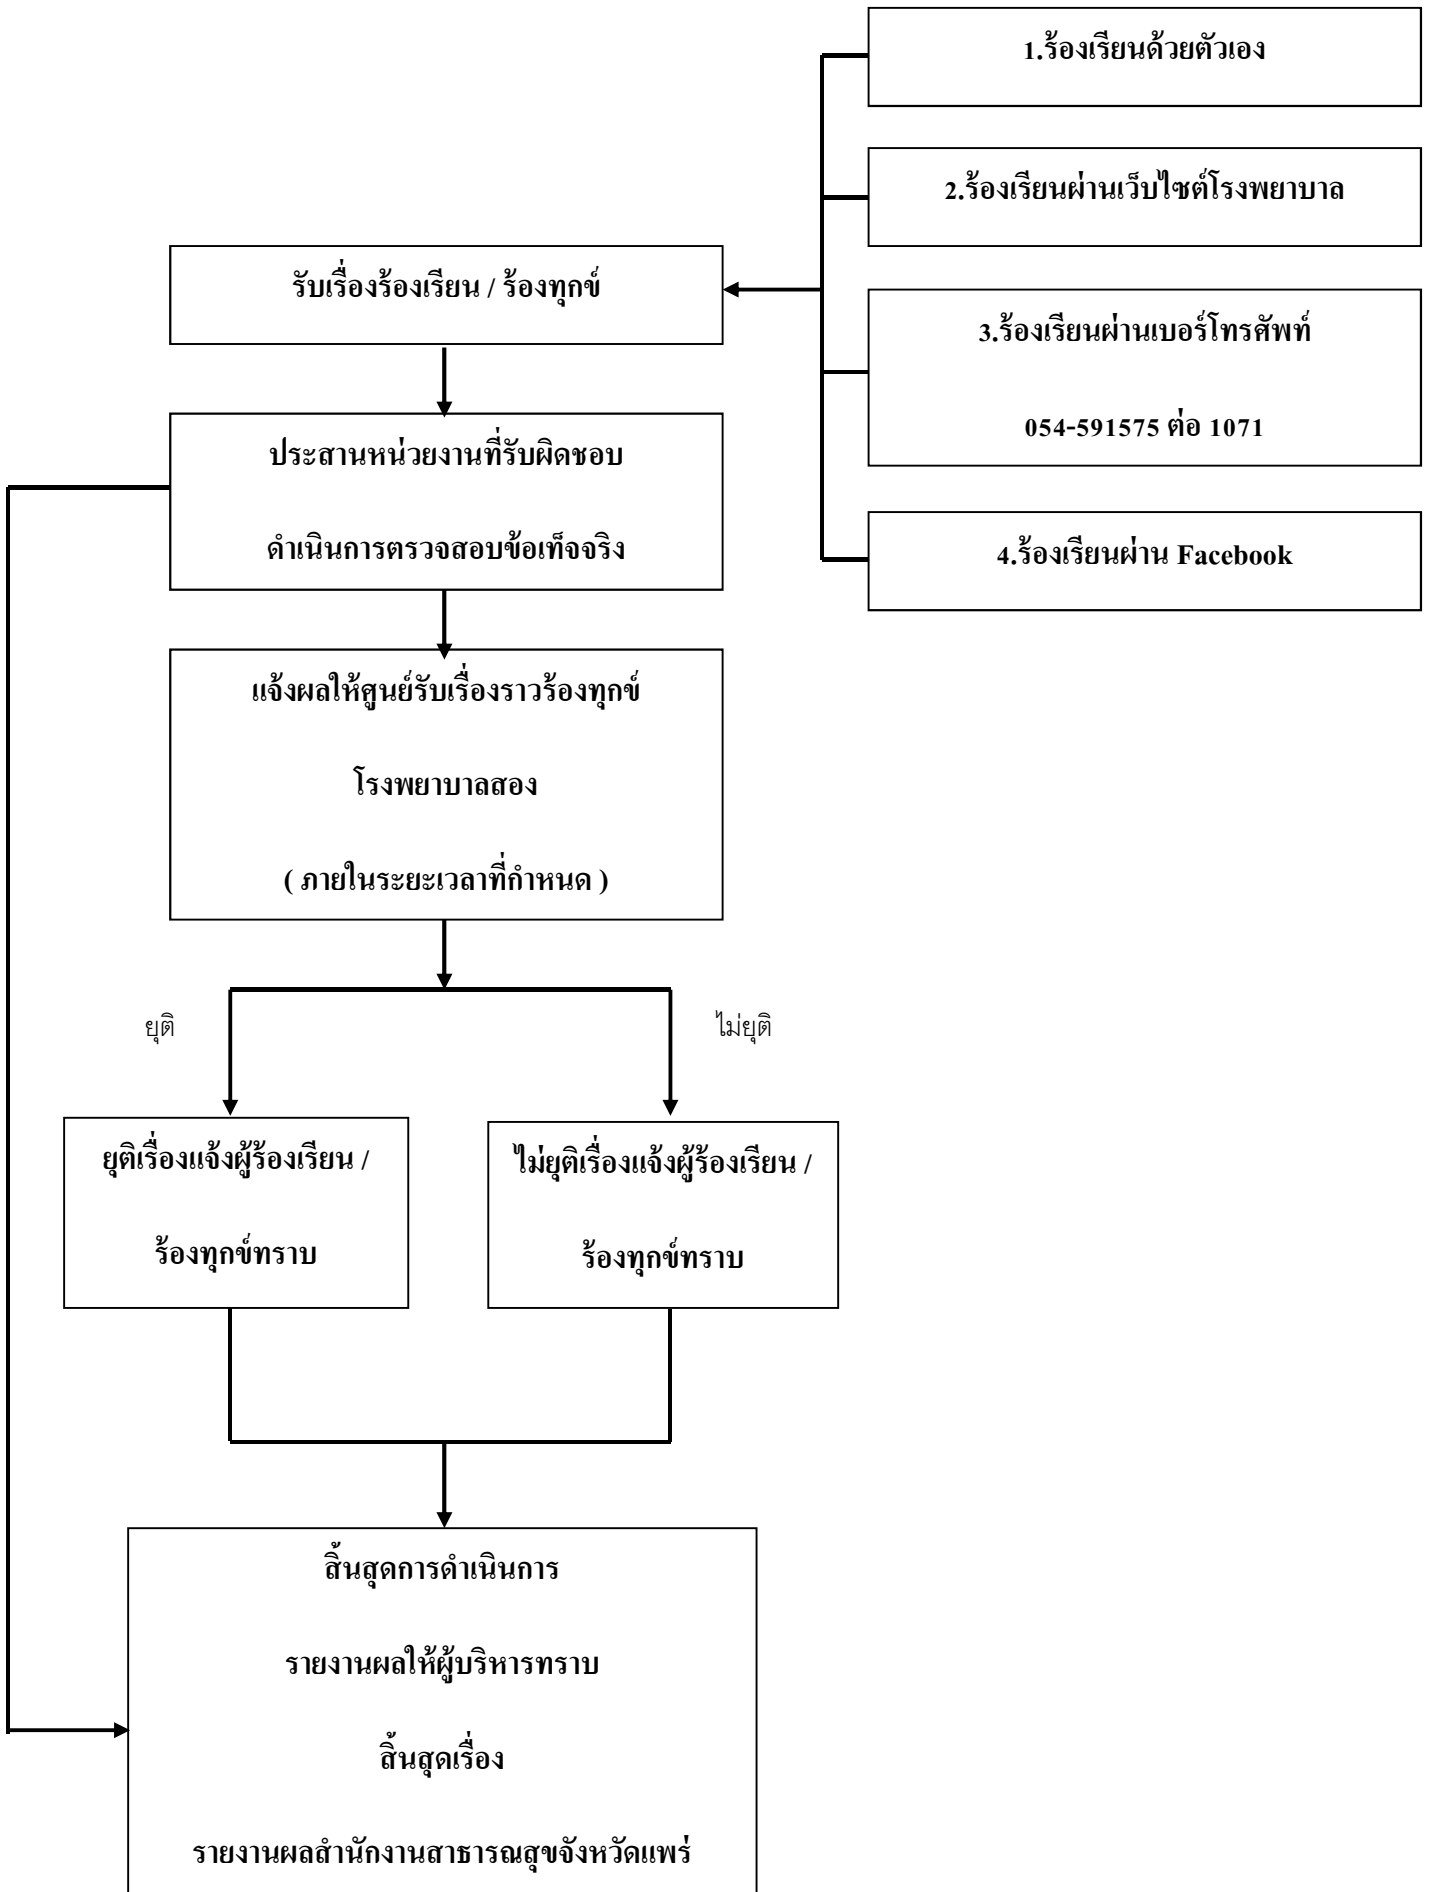 1.ร้องเรียนด้วยตัวเอง
2.ร้องเรียนผ่านเว็บไซต์โรงพยาบาล
รับเรื่องร้องเรียน / ร้องทุกข์
3.ร้องเรียนผ่านเบอร์โทรศัพท์
054-591575 ต่อ 1071
4.ร้องเรียนผ่าน Facebook
ประสานหน่วยงานที่รับผิดชอบ
ดำเนินการตรวจสอบข้อเท็จจริง
แจ้งผลให้ศูนย์รับเรื่องราวร้องทุกข์
โรงพยาบาลสอง
( ภายในระยะเวลาที่กำหนด )
ยุติ
ไม่ยุติ
ยุติเรื่องแจ้งผู้ร้องเรียน /
ร้องทุกข์ทราบ
ไม่ยุติเรื่องแจ้งผู้ร้องเรียน /
ร้องทุกข์ทราบ
สิ้นสุดการดำเนินการ
รายงานผลให้ผู้บริหารทราบ
สิ้นสุดเรื่อง
รายงานผลสำนักงานสาธารณสุขจังหวัดแพร่